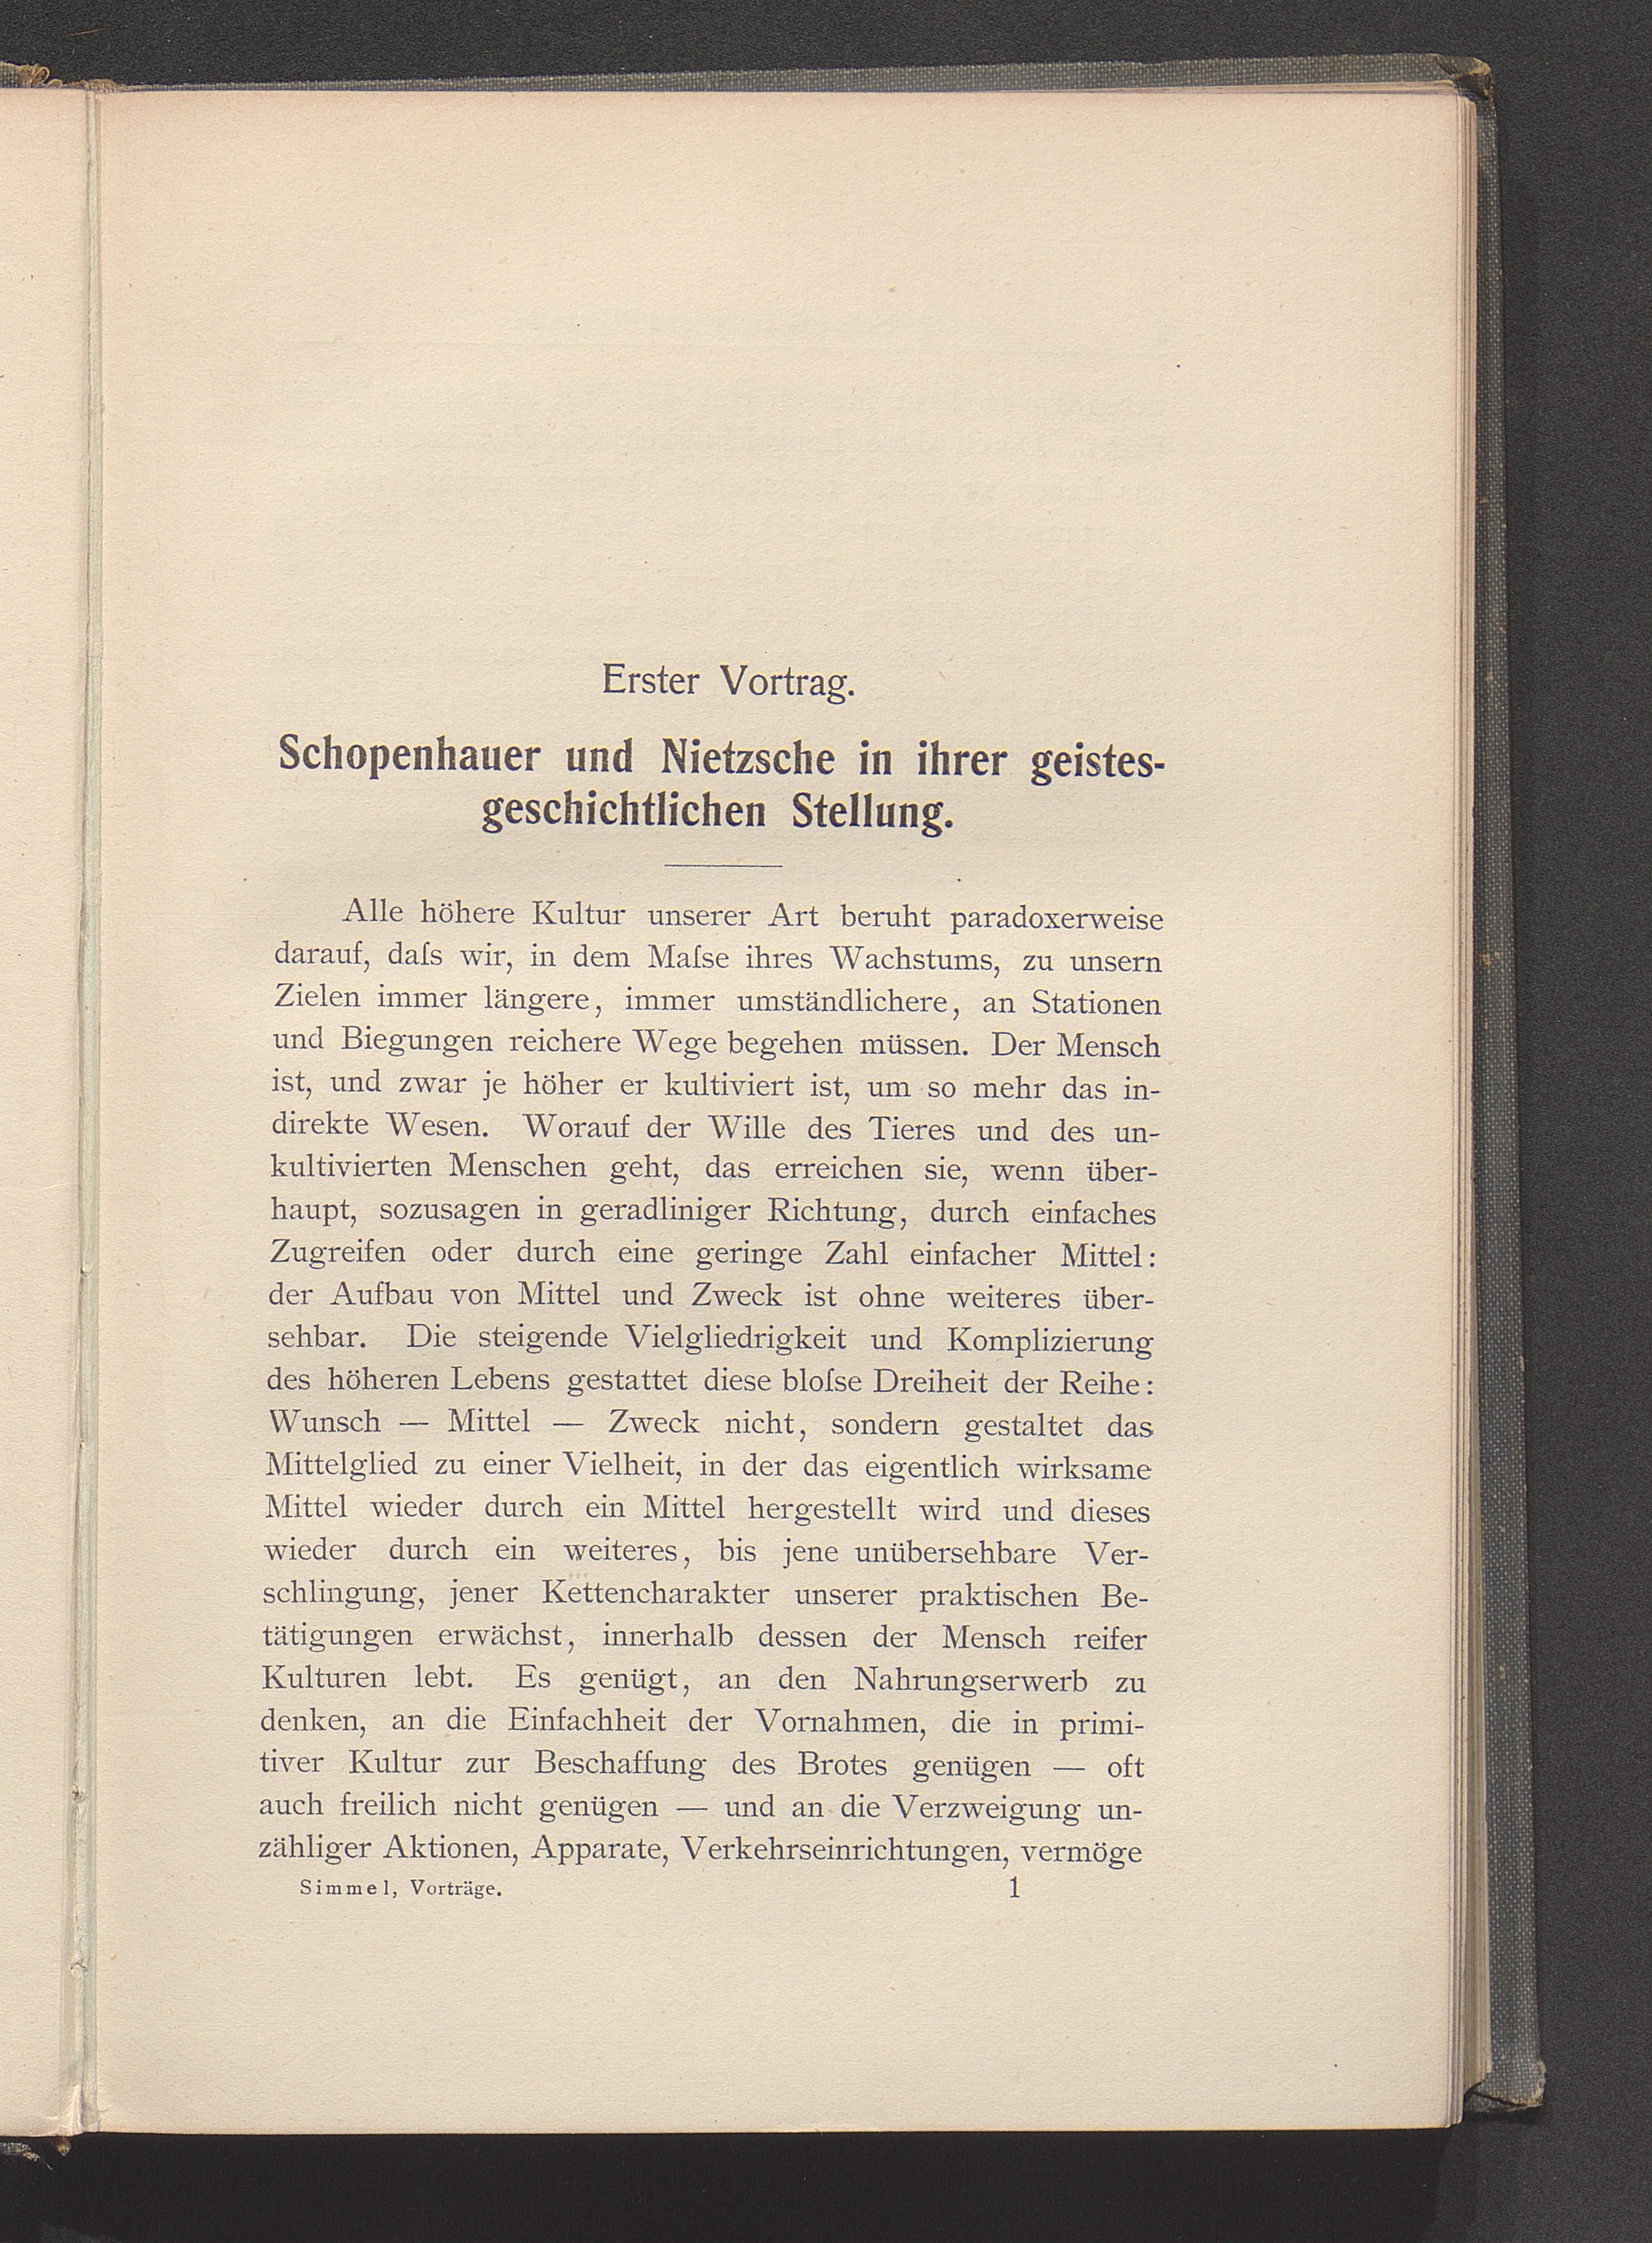 Erster Vortrag.
Schopenhauer und Nietzsche in ihrer geistes-
geschichtlichen Stellung.
Alle höhere Kultur unserer Art beruht paradoxerweise
darauf, daſs wir, in dem Maſse ihres Wachstums, zu unsern
Zielen immer längere, immer umständlichere, an Stationen
und Biegungen reichere Wege begehen müssen. Der Mensch
ist, und zwar je höher er kultiviert ist, um so mehr das in-
direkte Wesen. Worauf der Wille des Tieres und des un-
kultivierten Menschen geht, das erreichen sie, wenn über-
haupt, sozusagen in geradliniger Richtung, durch einfaches
Zugreifen oder durch eine geringe Zahl einfacher Mittel:
der Aufbau von Mittel und Zweck ist ohne weiteres über-
sehbar. Die steigende Vielgliedrigkeit und Komplizierung
des höheren Lebens gestattet diese bloſse Dreiheit der Reihe:
Wunsch — Mittel — Zweck nicht, sondern gestaltet das
Mittelglied zu einer Vielheit, in der das eigentlich wirksame
Mittel wieder durch ein Mittel hergestellt wird und dieses
wieder durch ein weiteres, bis jene unübersehbare Ver-
schlingung, jener Kettencharakter unserer praktischen Be-
tätigungen erwächst, innerhalb dessen der Mensch reifer
Kulturen lebt. Es genügt, an den Nahrungserwerb zu
denken, an die Einfachheit der Vornahmen, die in primi-
tiver Kultur zur Beschaffung des Brotes genügen — oft
auch freilich nicht genügen — und an die Verzweigung un-
zähliger Aktionen, Apparate, Verkehrseinrichtungen, vermöge
Simmel, Vorträge. 1